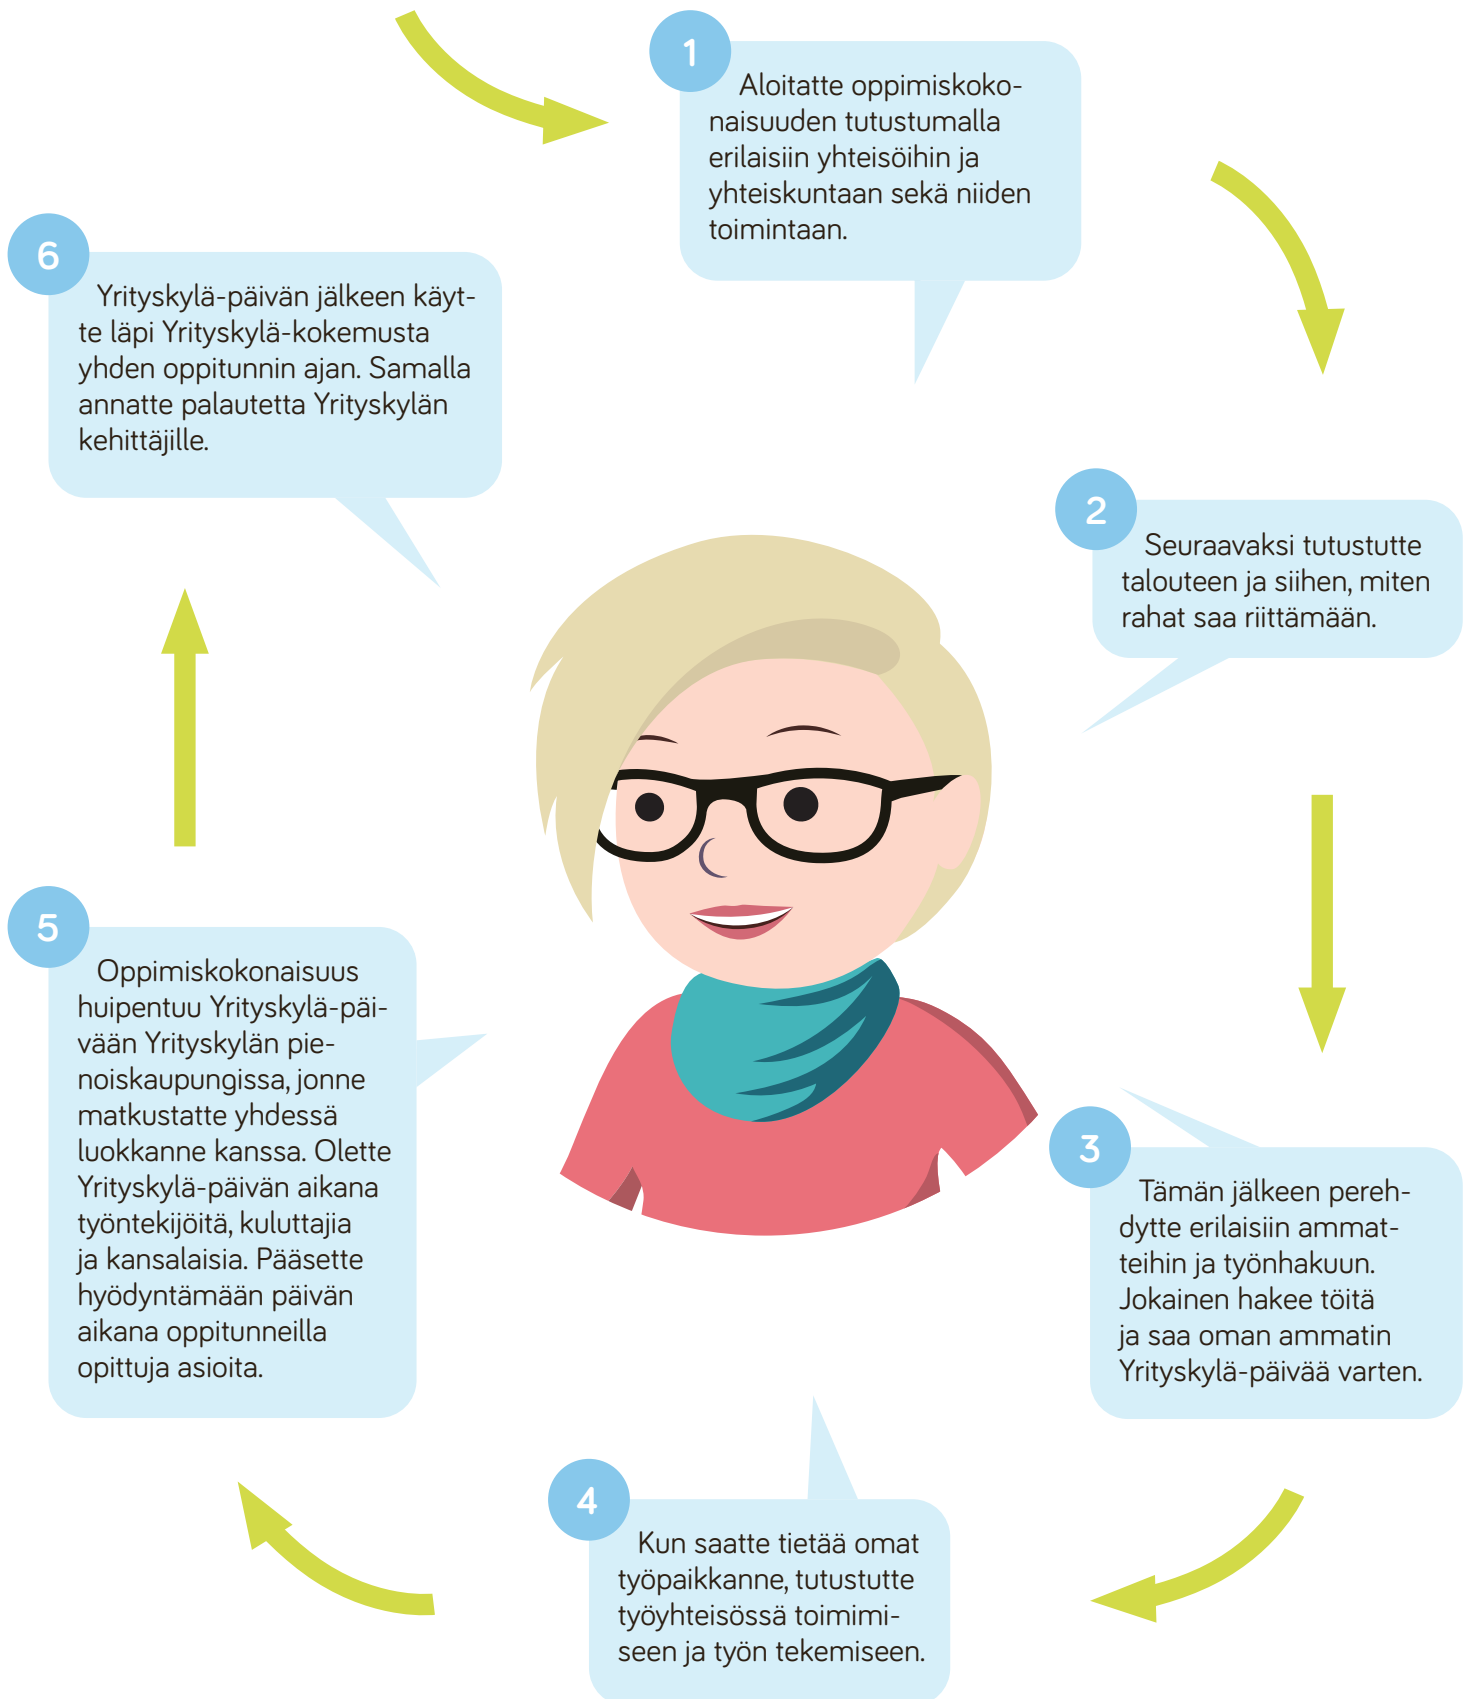 1
Aloitatte oppimiskoko-
naisuuden tutustumalla
erilaisiin yhteisöihin ja
yhteiskuntaan sekä niiden
toimintaan.
2
Seuraavaksi tutustutte
talouteen ja siihen, miten
rahat saa riittämään.
3
Tämän jälkeen pereh-
dytte erilaisiin ammat-
teihin ja työnhakuun.
Jokainen hakee töitä
ja saa oman ammatin
Yrityskylä-päivää varten.
4
Kun saatte tietää omat
työpaikkanne, tutustutte
työyhteisössä toimimi-
seen ja työn tekemiseen.
5
Oppimiskokonaisuus
huipentuu Yrityskylä-päi-
vään Yrityskylän pie-
noiskaupungissa, jonne
matkustatte yhdessä
luokkanne kanssa. Olette
Yrityskylä-päivän aikana
työntekijöitä, kuluttajia
ja kansalaisia. Pääsette
hyödyntämään päivän
aikana oppitunneilla
opittuja asioita.
6
Yrityskylä-päivän jälkeen käyt-
te läpi Yrityskylä-kokemusta
yhden oppitunnin ajan. Samalla
annatte palautetta Yrityskylän
kehittäjille.